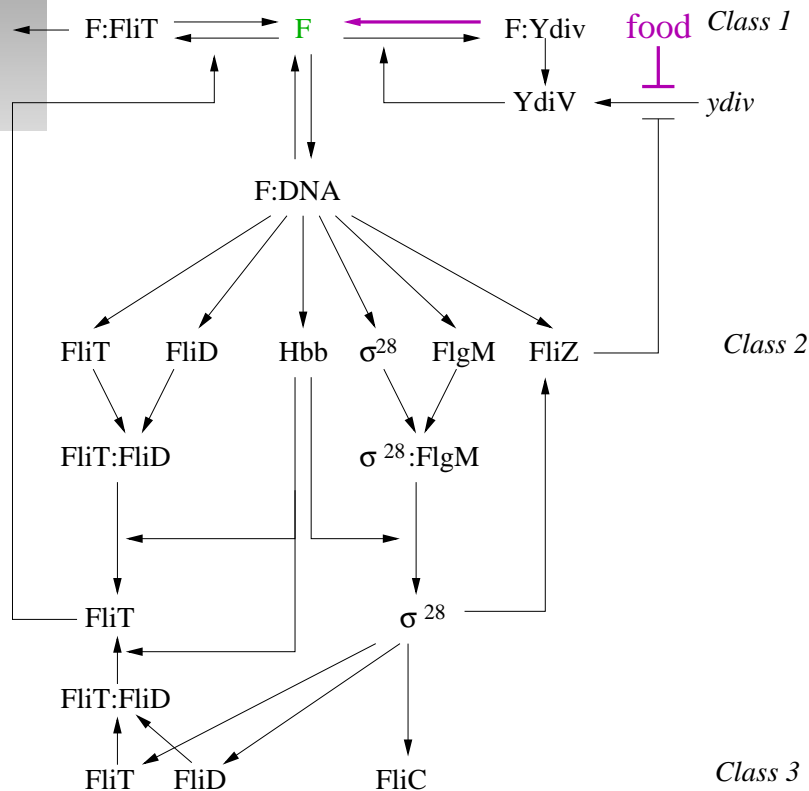 F:FliT F F:Ydiv food Class 1
YdiV ydiv
F:DNA
FliT FliD Hbb σ28 FlgM FliZ Class 2
FliT:FliD σ 28:FlgM
FliT σ 28
FliT:FliD
FliT FliD FliC Class 3